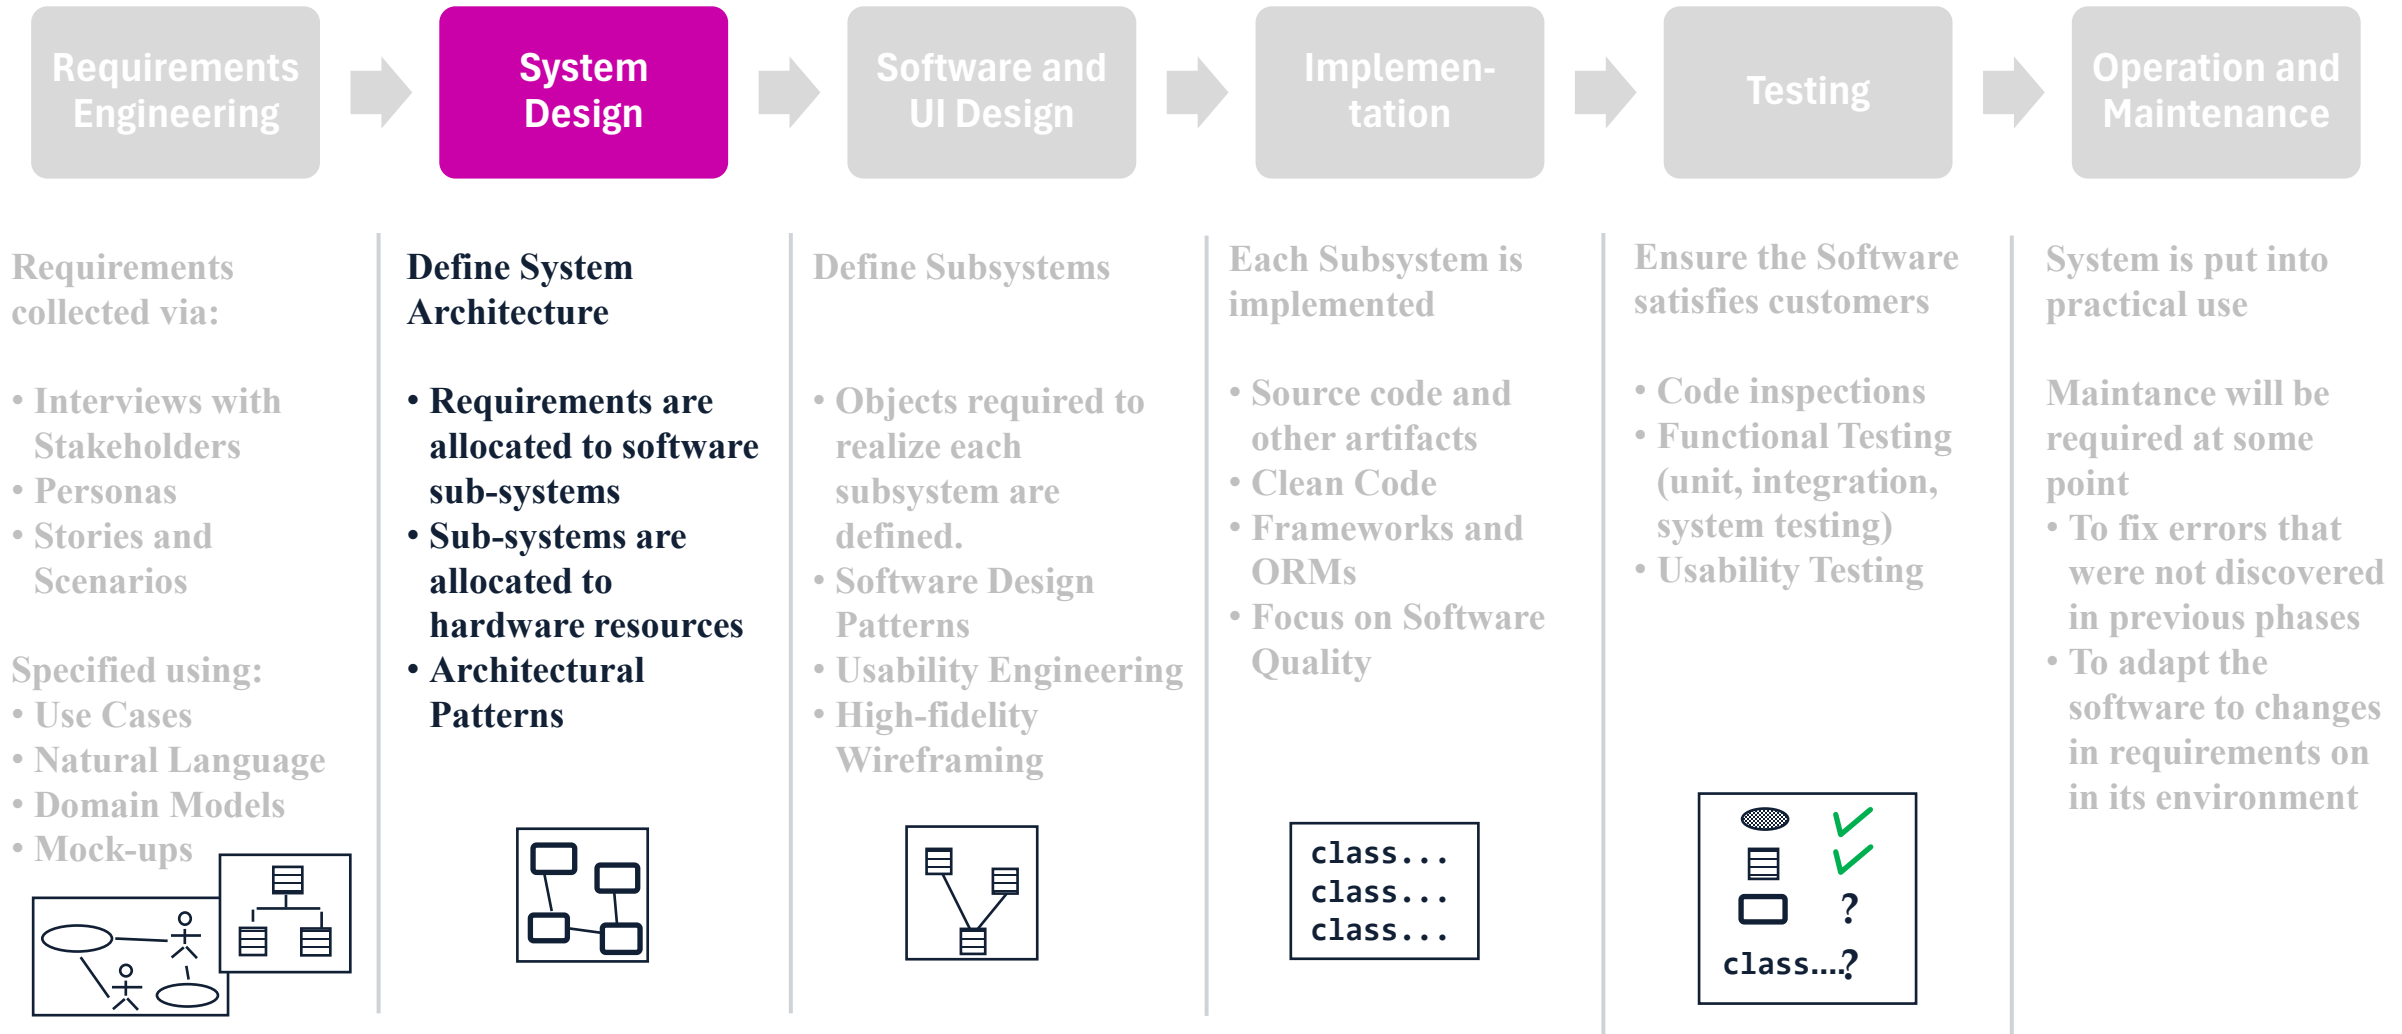 Requirements
Engineering
System
Design
Software and
UI Design
Implemen-
tation
Testing
Operation and
Maintenance
Requirements
collected via:
• Interviews with
Stakeholders
• Personas
• Stories and
Scenarios
Specified using:
• Use Cases
• Natural Language
• Domain Models
• Mock-ups
Define System
Architecture
• Requirements are
allocated to software
sub-systems
• Sub-systems are
allocated to
hardware resources
• Architectural
Patterns
Define Subsystems
• Objects required to
realize each
subsystem are
defined.
• Software Design
Patterns
• Usability Engineering
• High-fidelity
Wireframing
Each Subsystem is
implemented
• Source code and
other artifacts
• Clean Code
• Frameworks and
ORMs
• Focus on Software
Quality
class...
class...
class...
Ensure the Software
satisfies customers
• Code inspections
• Functional Testing
(unit, integration,
system testing)
• Usability Testing
?
class....?
System is put into
practical use
Maintance will be
required at some
point
• To fix errors that
were not discovered
in previous phases
• To adapt the
software to changes
in requirements on
in its environment